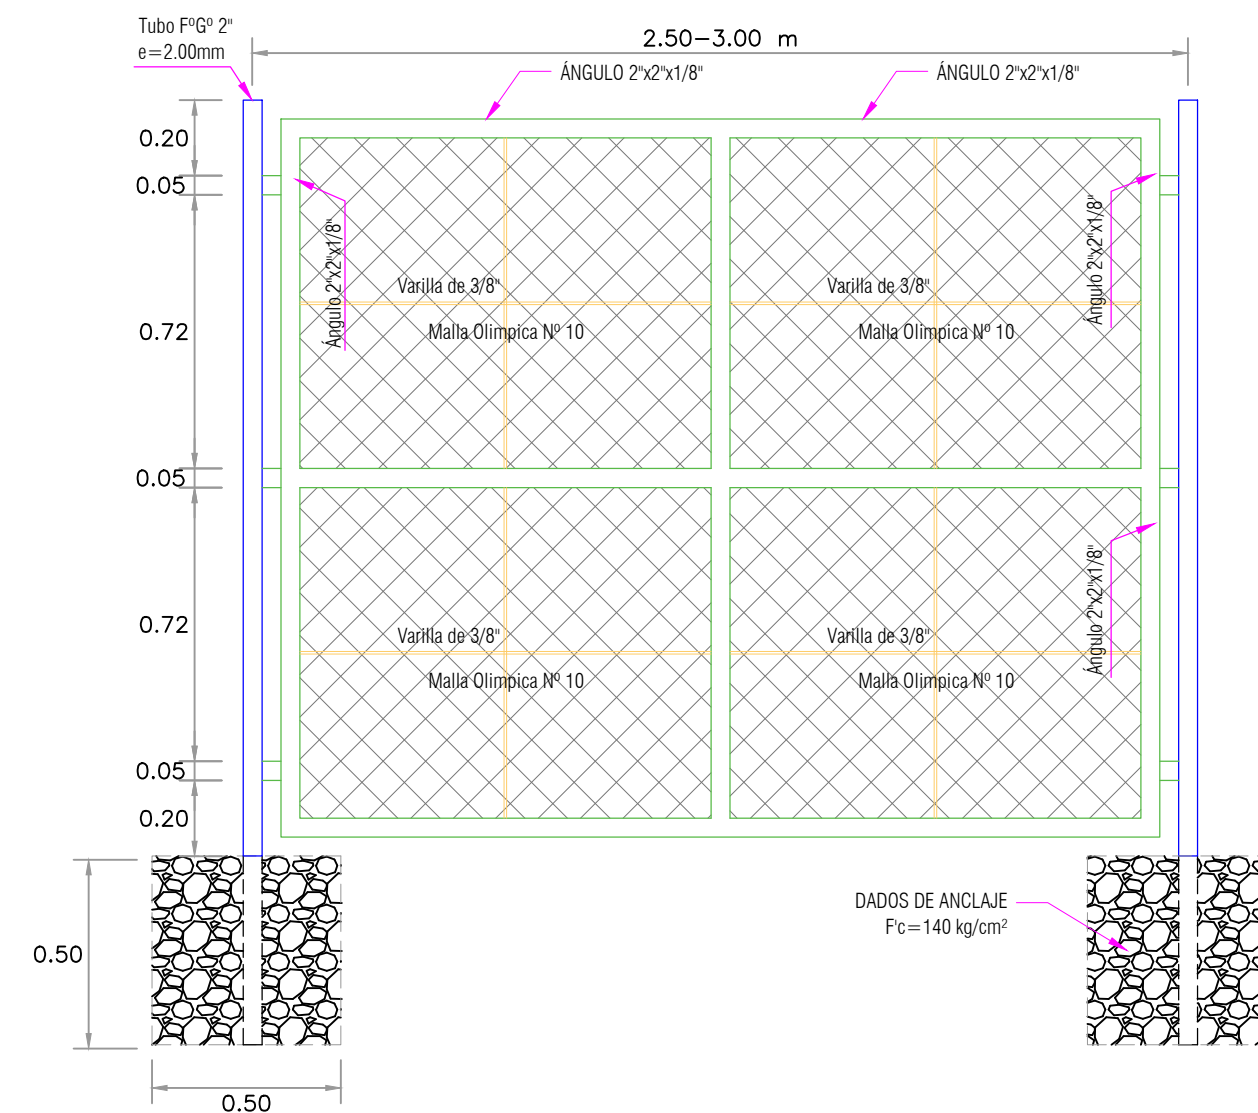 Tubo FºGº 2"
e=2.00mm
2.50-3.00 m
ÁNGULO 2"x2"x1/8"
ÁNGULO 2"x2"x1/8"
0.20
0.05
Ángulo 2"x2"x1/8"
Ángulo 2"x2"x1/8"
Varilla de 3/8"
Varilla de 3/8"
0.72
Malla Olimpica Nº 10
Malla Olimpica Nº 10
0.05
Ángulo 2"x2"x1/8"
0.72
Varilla de 3/8"
Varilla de 3/8"
Malla Olimpica Nº 10
Malla Olimpica Nº 10
0.05
0.20
DADOS DE ANCLAJE
F'c=140 kg/cm²
0.50
0.50